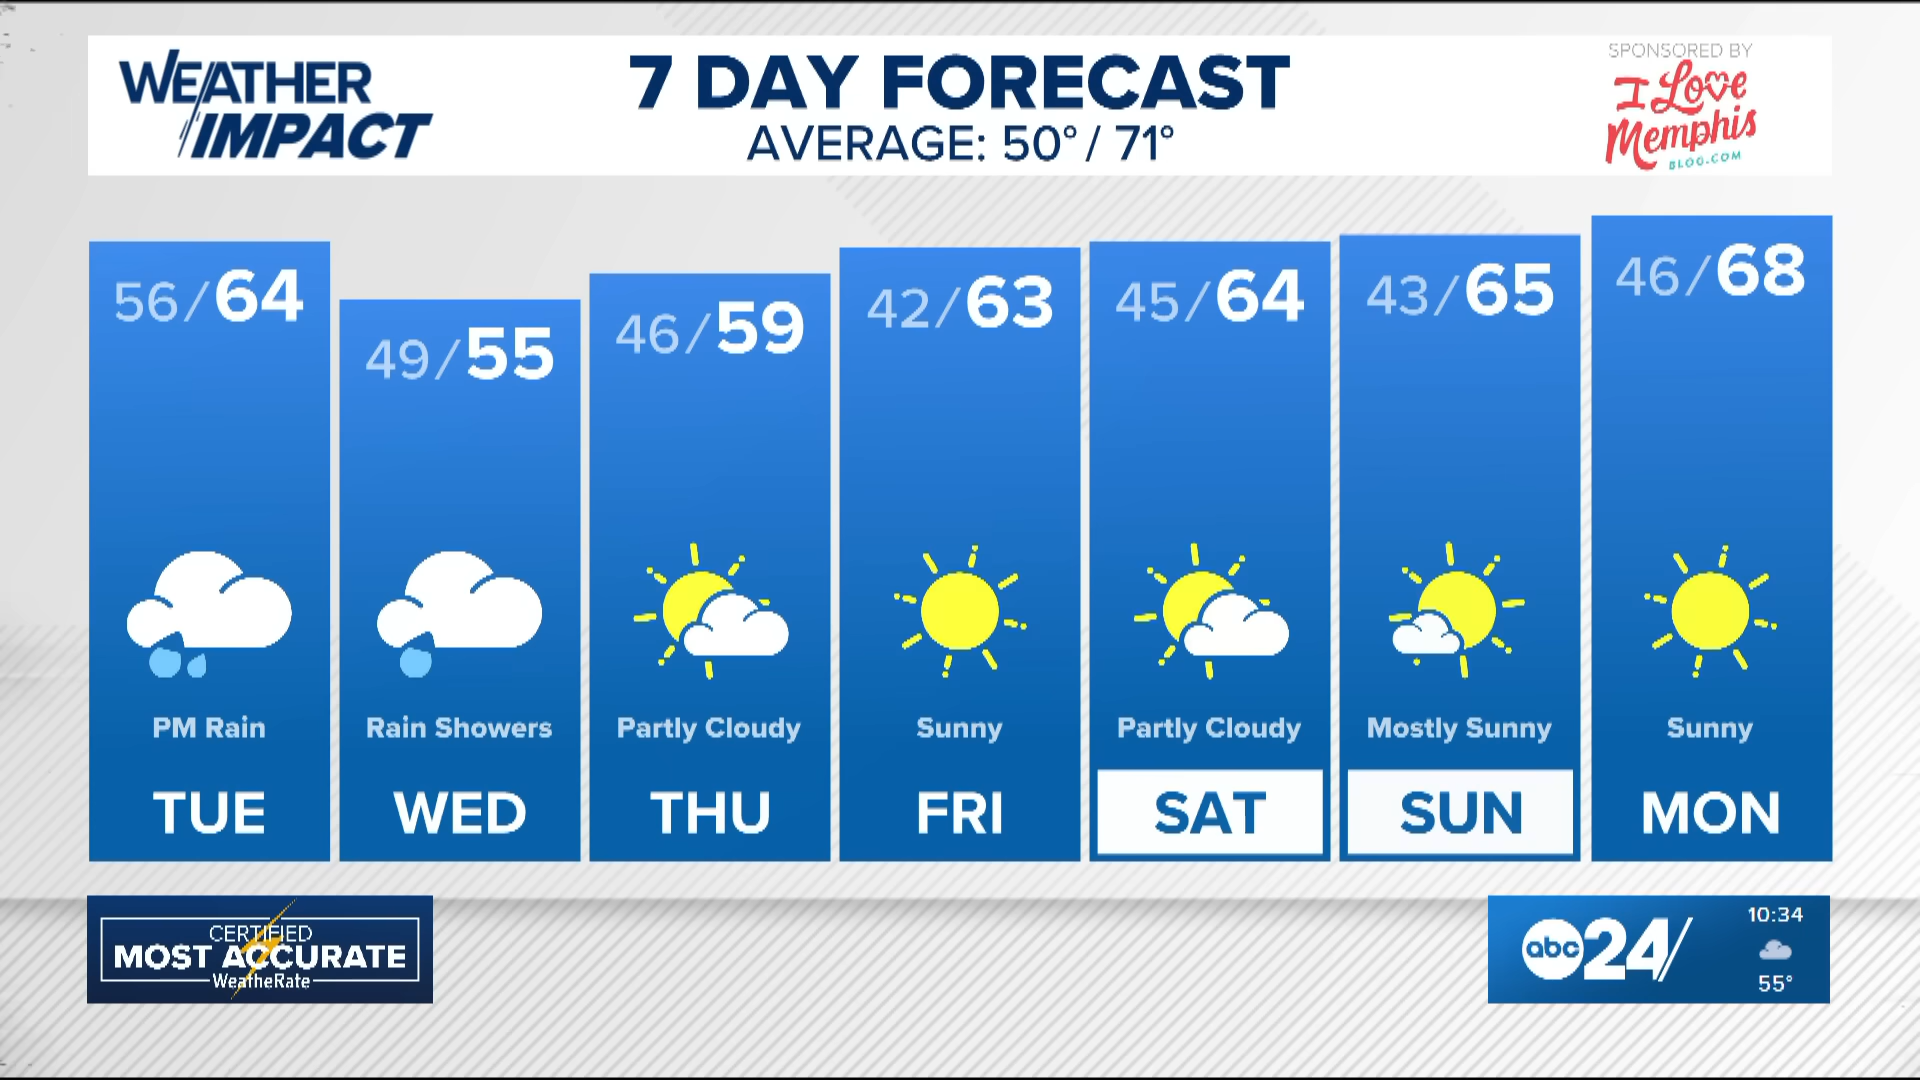 WEATHER
IMPACT
7 DAY FORECAST
AVERAGE: 50° / 71°
SPONSORED BY
I Love
Memphis
BLOG.COM
56/64
49/55
46/59
42/63
45/64
43/65
46/68
PM Rain
Rain Showers
Partly Cloudy
Sunny
Partly Cloudy
Mostly Sunny
Sunny
TUE
WED
THU
FRI
SAT
SUN
MON
CERTIFIED
MOST ACCURATE
WeatheRate
abc 24/
10:34
55°